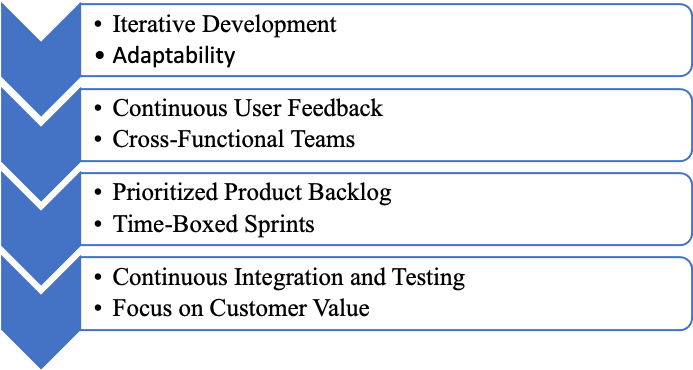 • Iterative Development
• Adaptability
• Continuous User Feedback
• Cross-Functional Teams
• Prioritized Product Backlog
• Time-Boxed Sprints
• Continuous Integration and Testing
• Focus on Customer Value